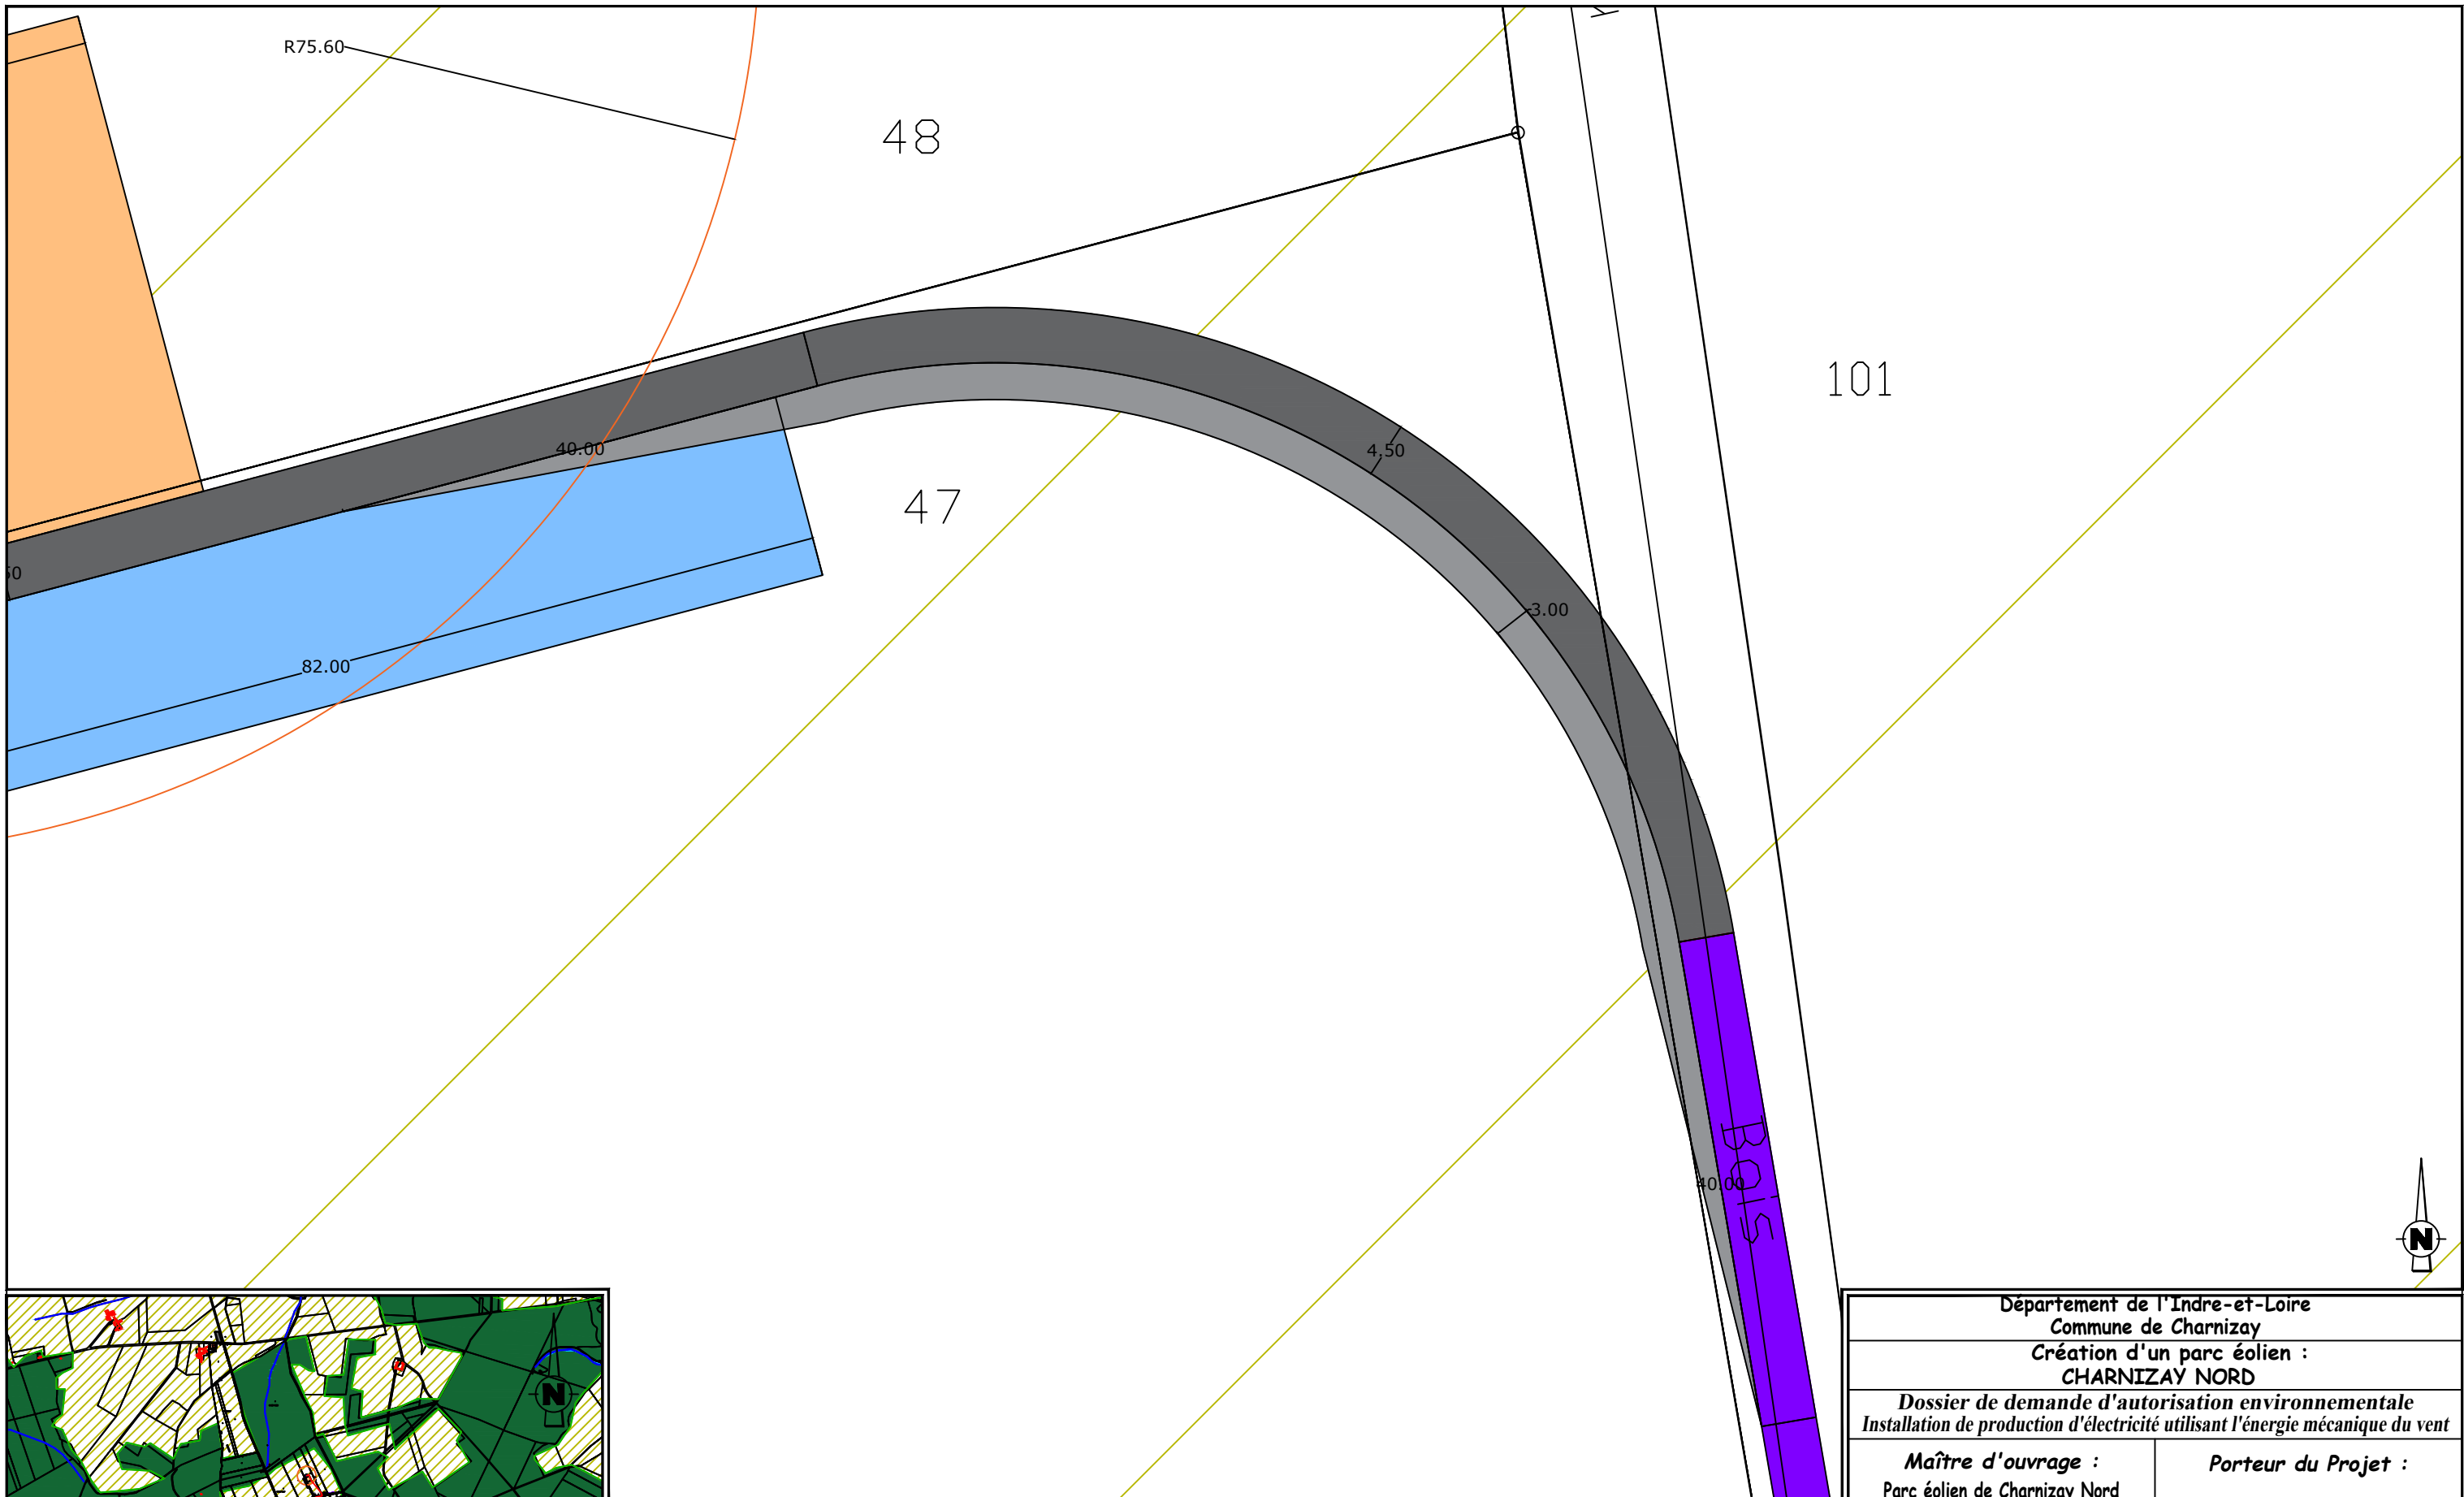 R75.60
48
101
40.00
4.50
47
3.00
82.00
BOIS
40.00
N
N
Département de l'Indre-et-Loire
Commune de Charnizay
Création d'un parc éolien :
CHARNIZAY NORD
Dossier de demande d'autorisation environnementale
Installation de production d'électricité utilisant l'énergie mécanique du vent
Maître d'ouvrage :
Parc éolien de Charnizay Nord
Porteur du Projet :